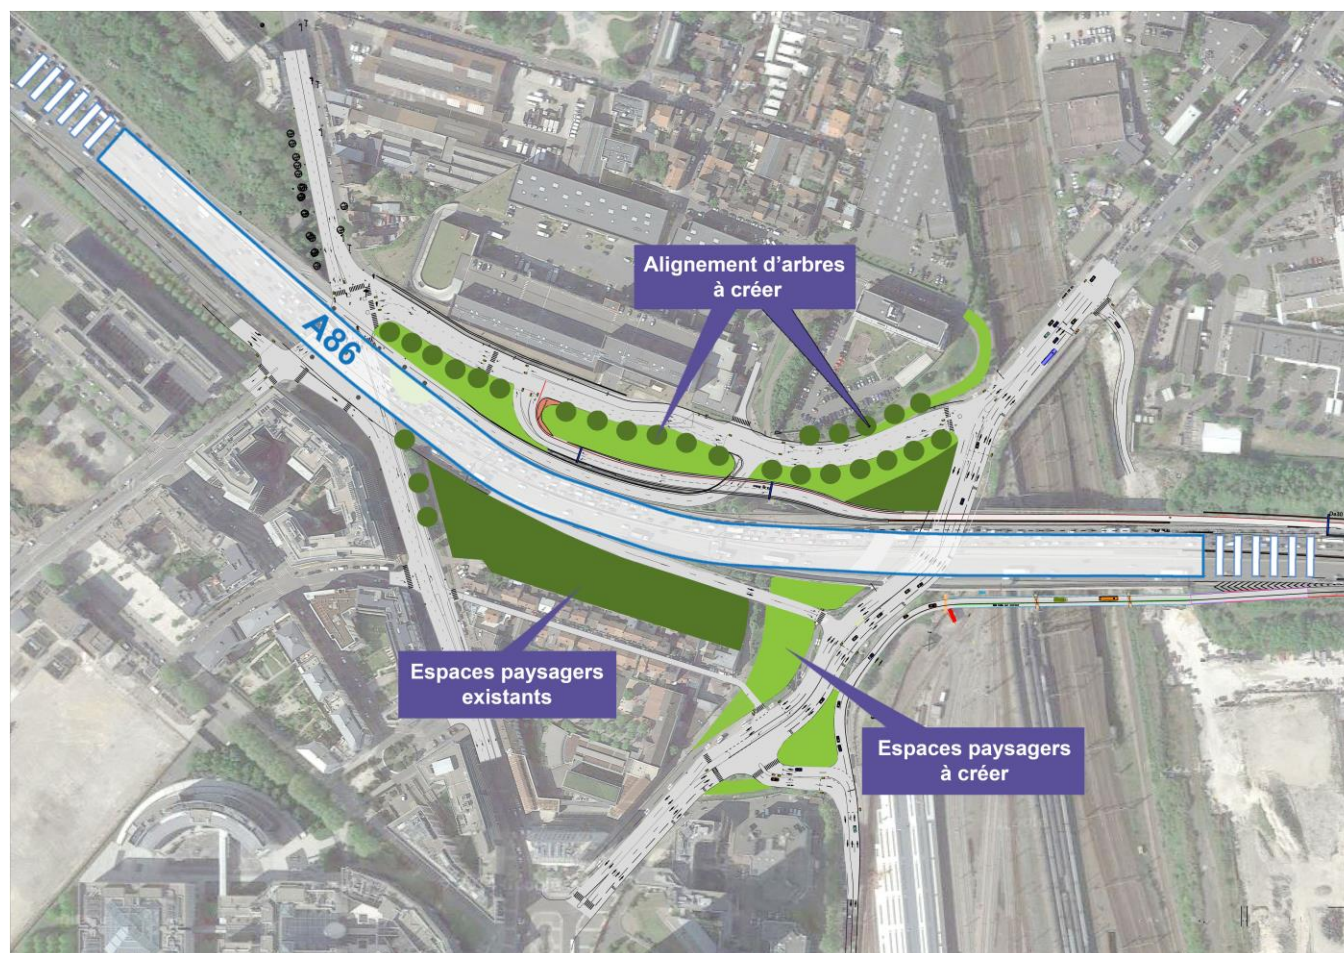 Alignement d'arbres
à créer
A86
Espaces paysagers
existants
Espaces paysagers
à créer